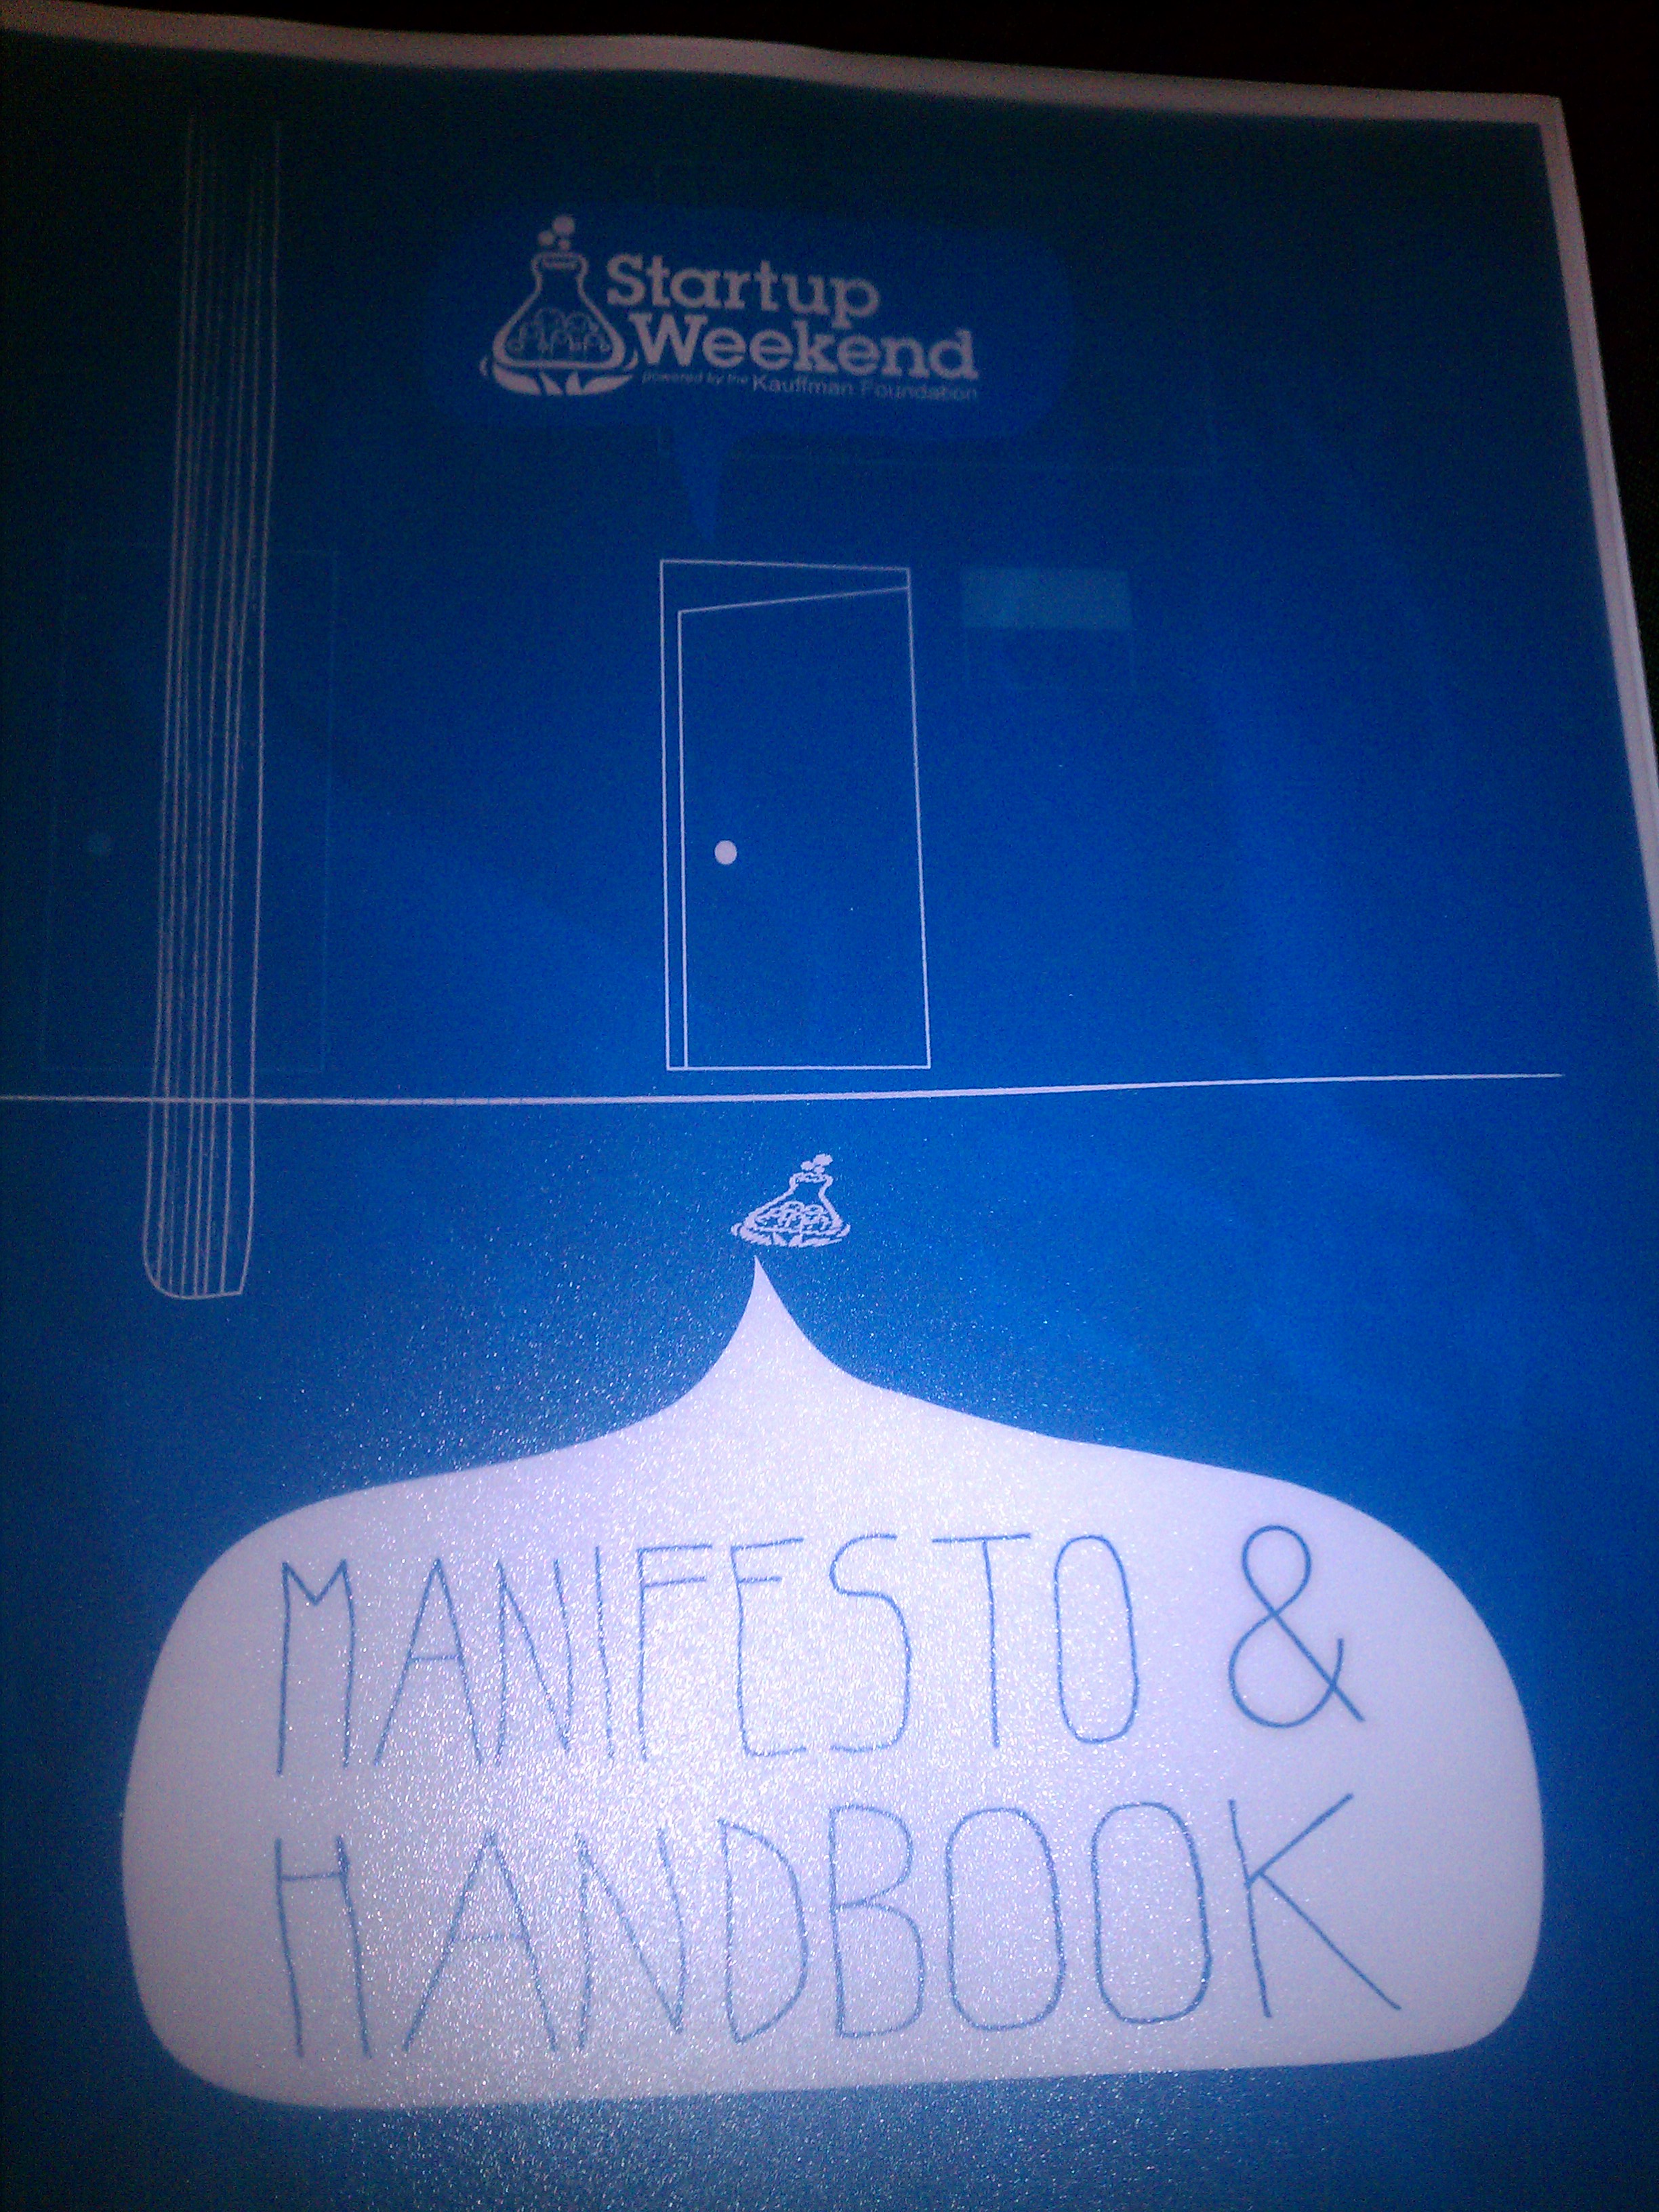 Startup
Weekend
powered by the Kauffman Foundation
MANIFESTO &
HANDBOOK